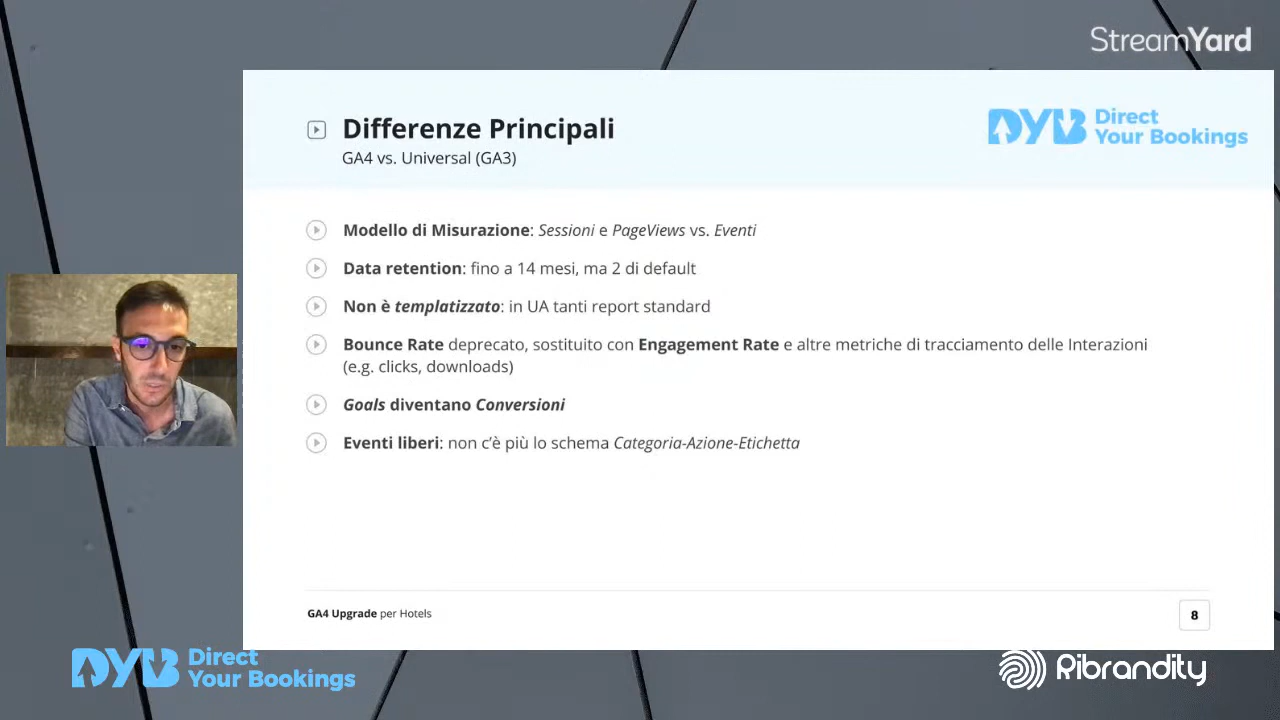 StreamYard
Differenze Principali
GA4 vs. Universal (GA3)
DYB Direct
Your Bookings
Modello di Misurazione: Sessioni e PageViews vs. Eventi
Data retention: fino a 14 mesi, ma 2 di default
Non è templatizzato: in UA tanti report standard
Bounce Rate deprecato, sostituito con Engagement Rate e altre metriche di tracciamento delle Interazioni
(e.g. clicks, downloads)
Goals diventano Conversioni
Eventi liberi: non c'è più lo schema Categoria-Azione-Etichetta
GA4 Upgrade per Hotels
8
DYB Direct
Your Bookings
Ribrandity